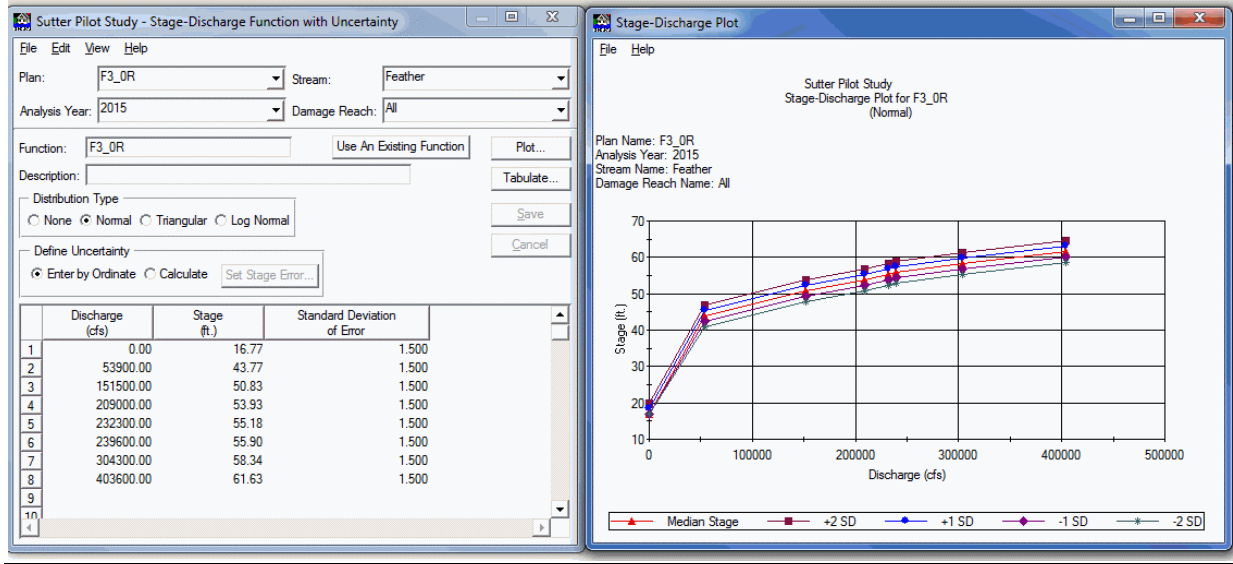 Sutter Pilot Study - Stage-Discharge Function with Uncertainty
File Edit View Help
Plan: F3_0R Stream: Feather
Analysis Year: 2015 Damage Reach: All
Function: F3_0R Use An Existing Function Plot...
Description: Tabulate...
Distribution Type
None Normal Triangular Log Normal Save
Define Uncertainty Cancel
Enter by Ordinate Calculate Set Stage Error...
Discharge (cfs) Stage (ft.) Standard Deviation of Error
1 0.00 16.77 1.500
2 53900.00 43.77 1.500
3 151500.00 50.83 1.500
4 209000.00 53.93 1.500
5 232300.00 55.18 1.500
6 239600.00 55.90 1.500
7 304300.00 58.34 1.500
8 403600.00 61.63 1.500
9
10
Stage-Discharge Plot
File Help
Sutter Pilot Study
Stage-Discharge Plot for F3_0R
(Normal)
Plan Name: F3_0R
Analysis Year: 2015
Stream Name: Feather
Damage Reach Name: All
70
60
50
40
30
20
10
Stage (ft.)
0 100000 200000 300000 400000 500000
Discharge (cfs)
Median Stage +2 SD +1 SD -1 SD -2 SD